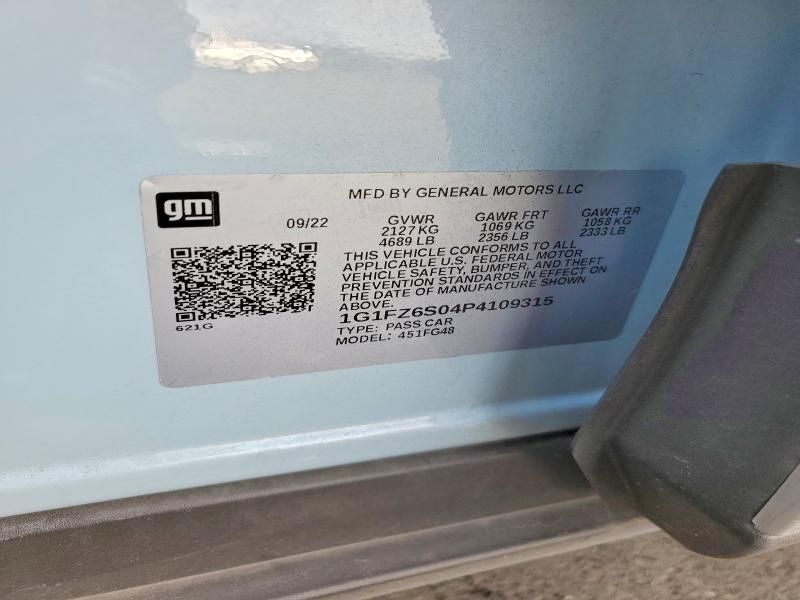 gm
MFD BY GENERAL MOTORS LLC
09/22 GVWR GAWR FRT GAWR RR
2127 KG 1069 KG 1058 KG
4689 LB 2356 LB 2333 LB
THIS VEHICLE CONFORMS TO ALL
APPLICABLE U.S. FEDERAL MOTOR
VEHICLE SAFETY, BUMPER, AND THEFT
PREVENTION STANDARDS IN EFFECT ON
THE DATE OF MANUFACTURE SHOWN
ABOVE.
1G1FZ6S04P4109315
TYPE: PASS CAR
MODEL: 451FG48
621G